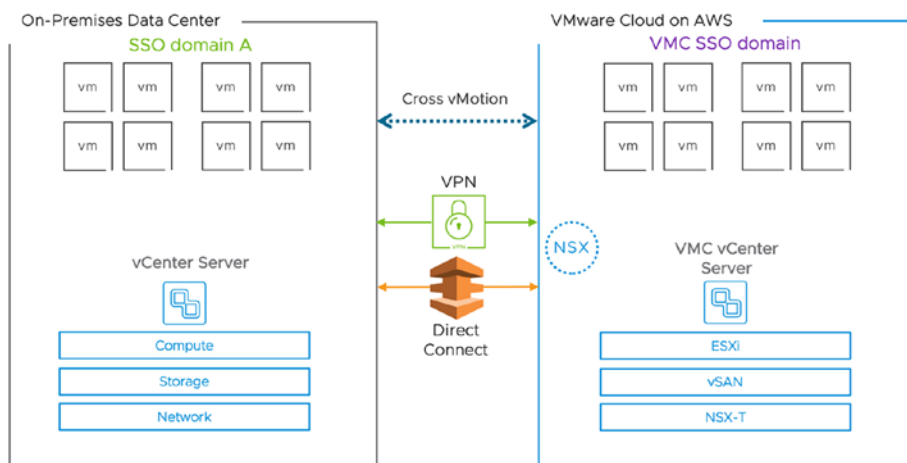 On-Premises Data Center
SSO domain A
vm vm vm vm
vm vm vm vm
vCenter Server
Compute
Storage
Network
Cross vMotion
VPN
VPN
Direct
Connect
VMware Cloud on AWS
VMC SSO domain
vm vm vm vm
vm vm vm vm
NSX
VMC vCenter
Server
ESXi
vSAN
NSX-T